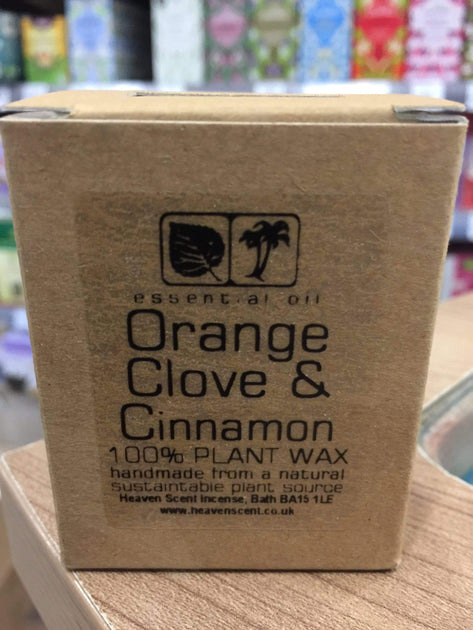 essential oil
Orange
Clove &
Cinnamon
100% PLANT WAX
handmade from a natural
sustaintable plant source
Heaven Scent Incense, Bath BA15 1LE
www.heavenscent.co.uk